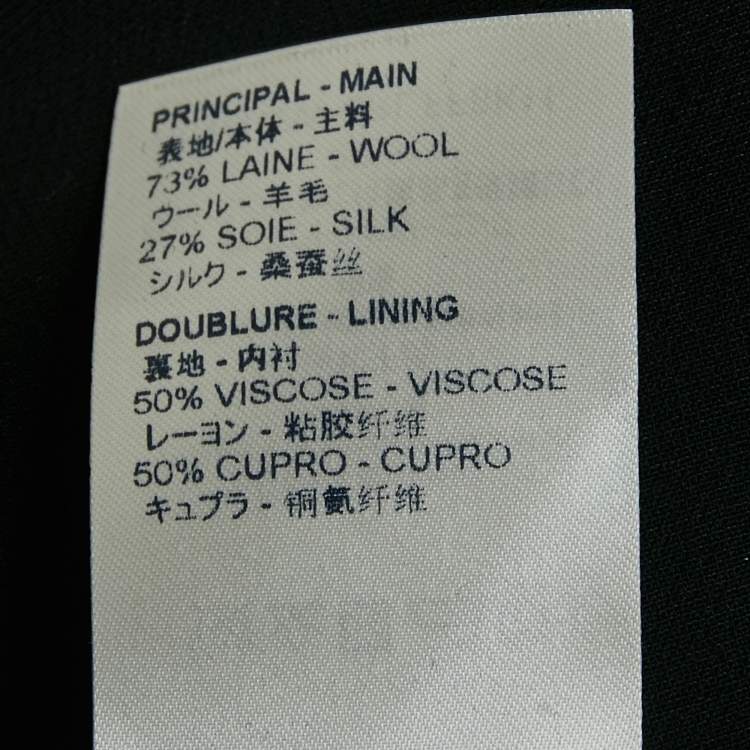 PRINCIPAL - MAIN
表地/本体 - 主料
73% LAINE - WOOL
ウール - 羊毛
27% SOIE - SILK
シルク - 桑蚕丝
DOUBLURE - LINING
裏地 - 内衬
50% VISCOSE - VISCOSE
レーヨン - 粘胶纤维
50% CUPRO - CUPRO
キュプラ - 铜氨纤维